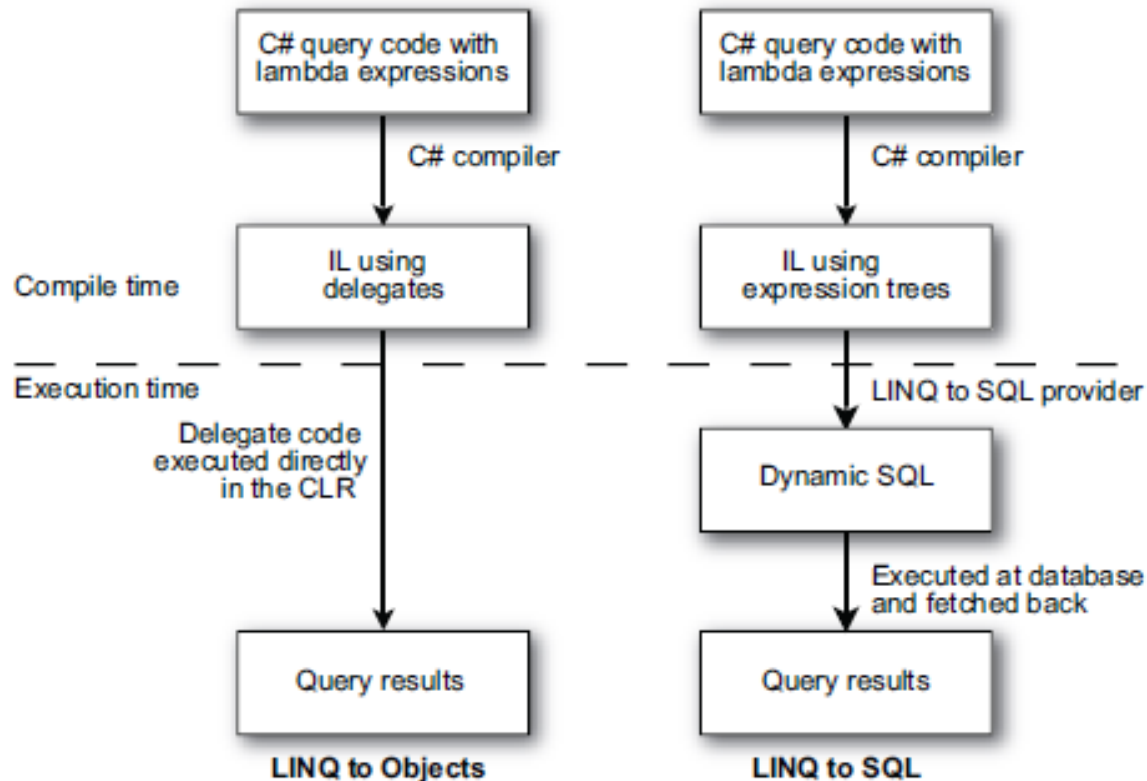 C# query code with
lambda expressions
C# query code with
lambda expressions
C# compiler
C# compiler
IL using
delegates
IL using
expression trees
Compile time
Execution time
LINQ to SQL provider
Delegate code
executed directly
in the CLR
Dynamic SQL
Executed at database
and fetched back
Query results
Query results
LINQ to Objects
LINQ to SQL